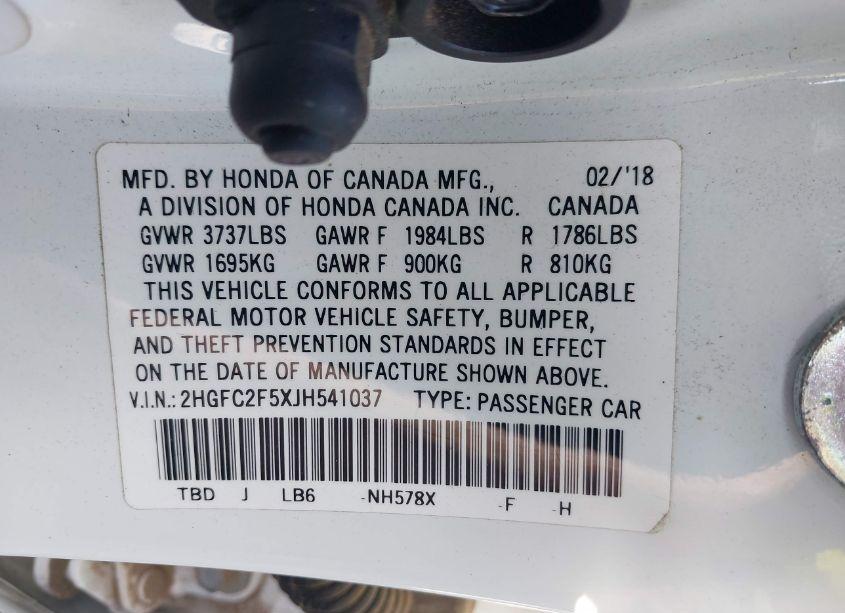 MFD. BY HONDA OF CANADA MFG., 02/'18
A DIVISION OF HONDA CANADA INC. CANADA
GVWR 3737LBS GAWR F 1984LBS R 1786LBS
GVWR 1695KG GAWR F 900KG R 810KG
THIS VEHICLE CONFORMS TO ALL APPLICABLE
FEDERAL MOTOR VEHICLE SAFETY, BUMPER,
AND THEFT PREVENTION STANDARDS IN EFFECT
ON THE DATE OF MANUFACTURE SHOWN ABOVE.
V.I.N.: 2HGFC2F5XJH541037 TYPE: PASSENGER CAR
TBD J LB6 -NH578X -F -H